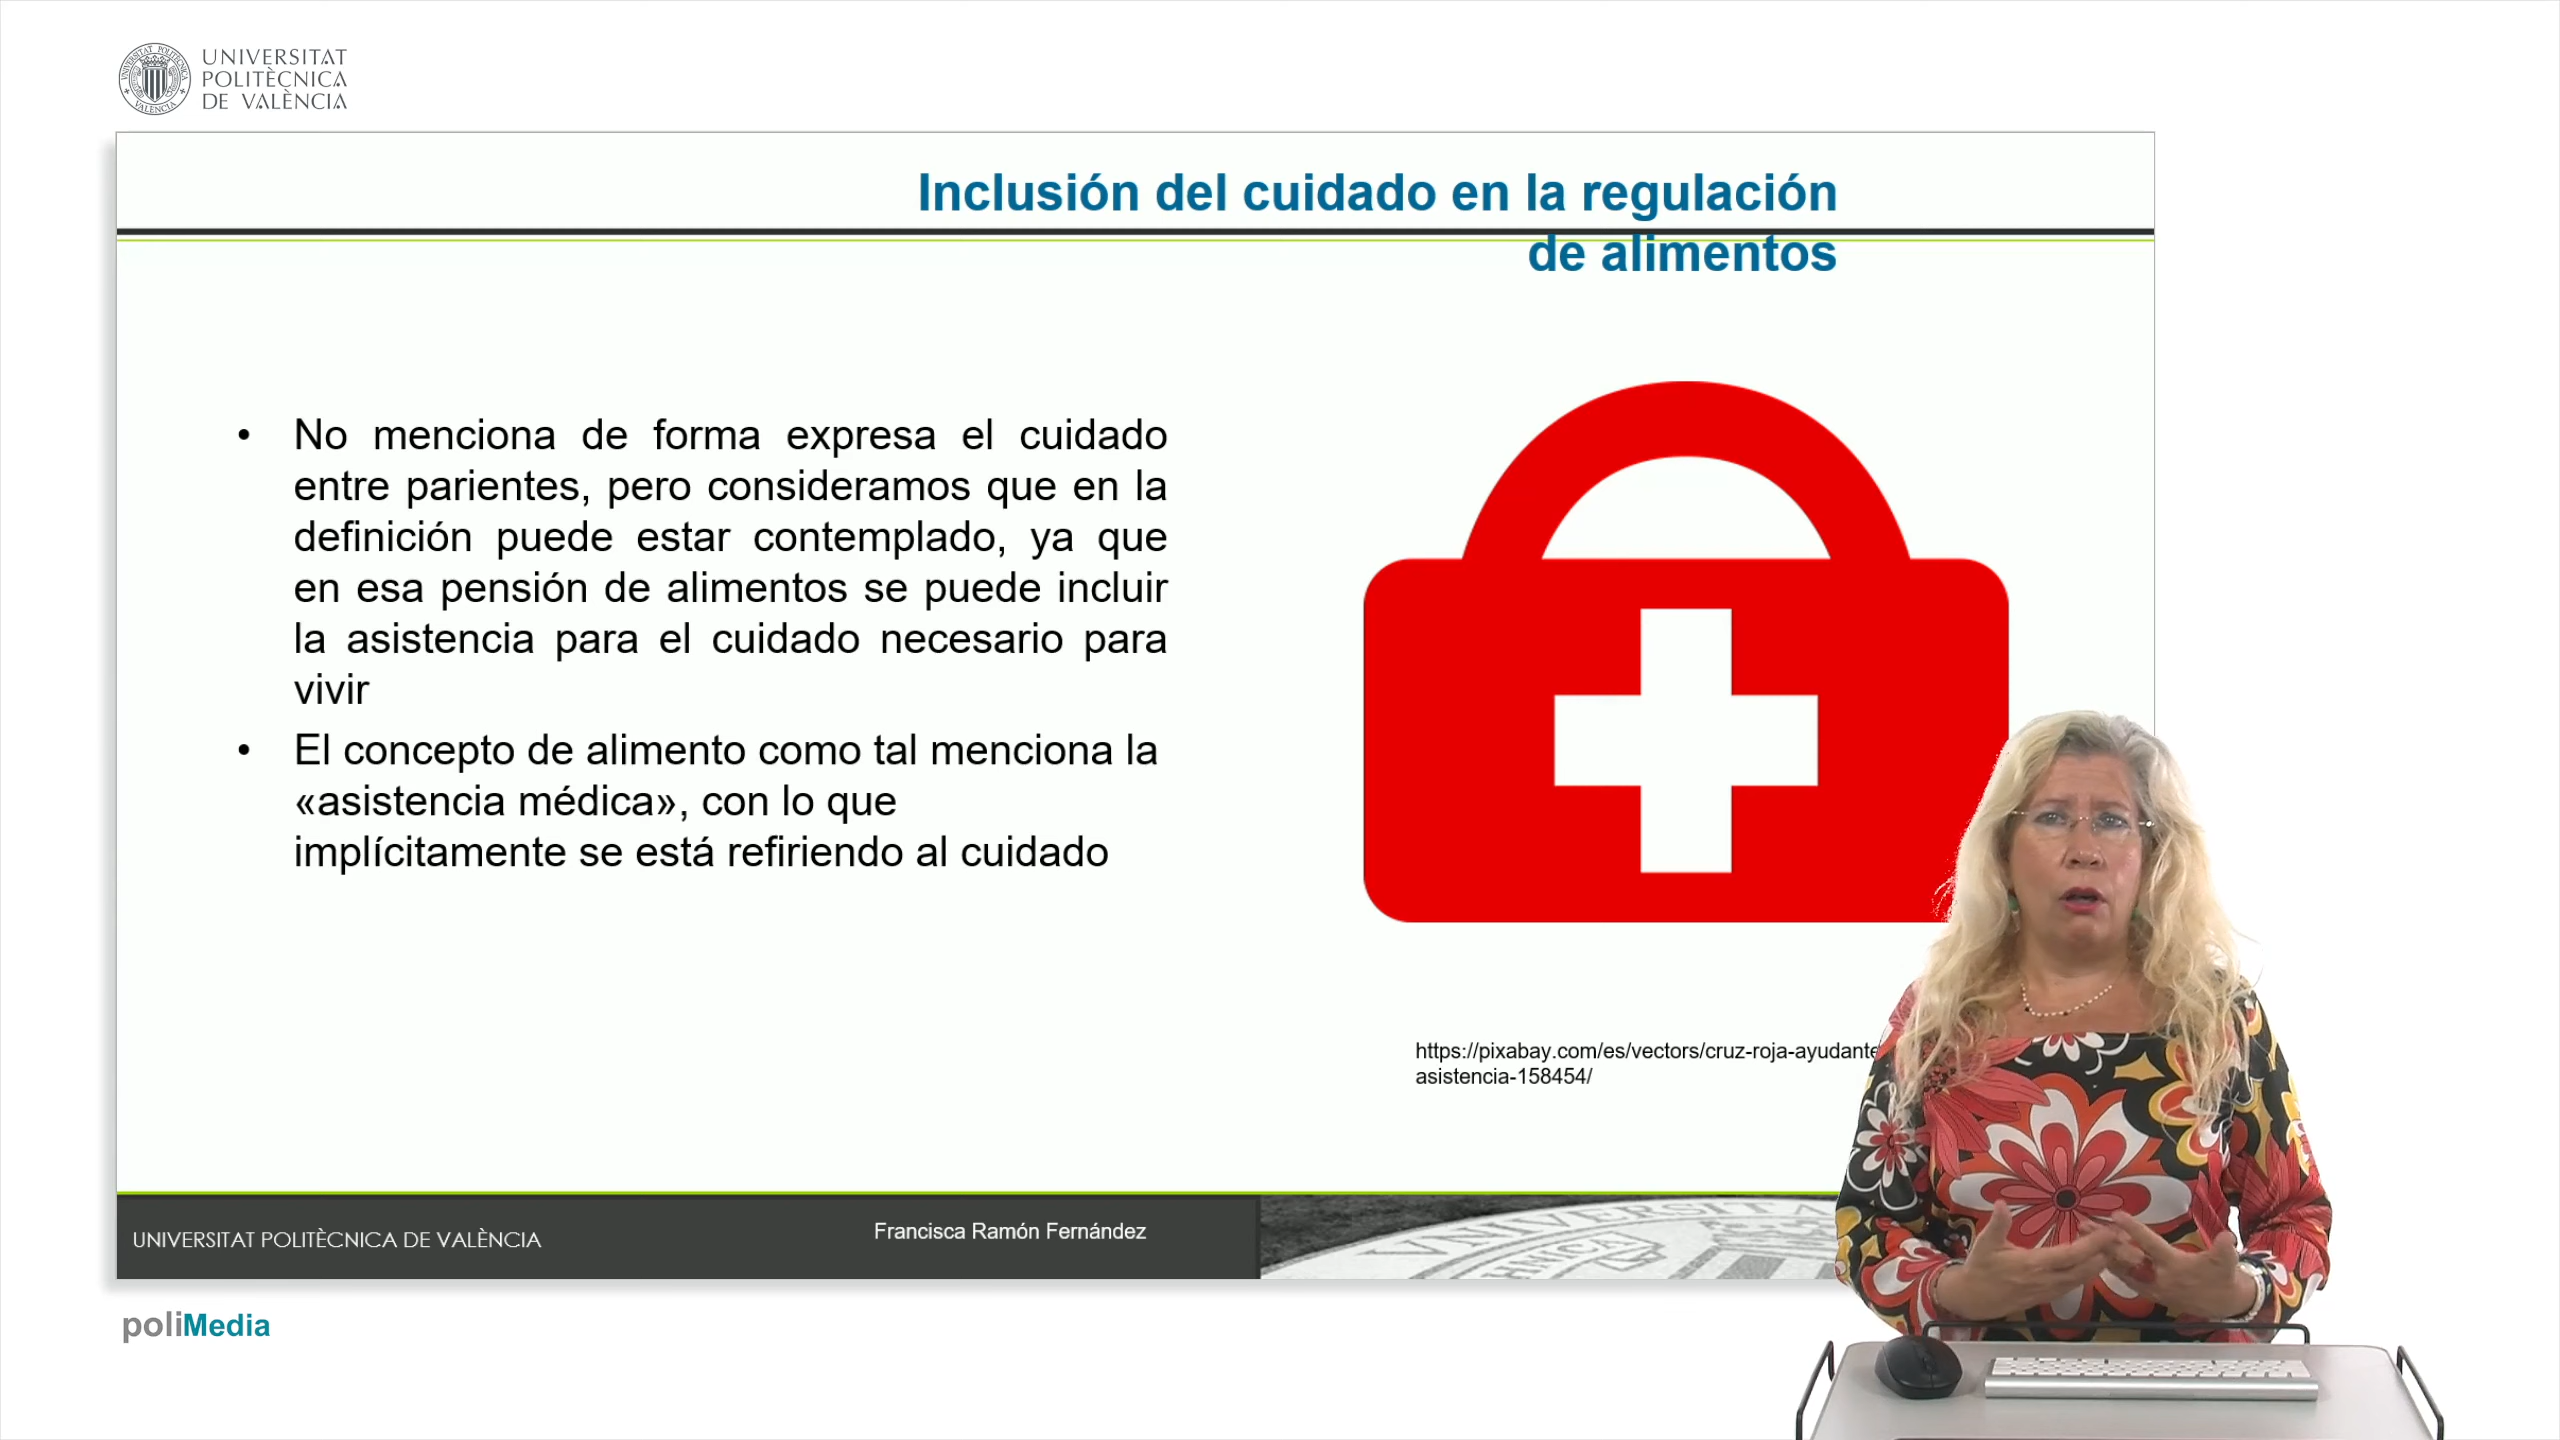 UNIVERSITAT
POLITÈCNICA
DE VALÈNCIA
Inclusión del cuidado en la regulación
de alimentos
• No menciona de forma expresa el cuidado
entre parientes, pero consideramos que en la
definición puede estar contemplado, ya que
en esa pensión de alimentos se puede incluir
la asistencia para el cuidado necesario para
vivir
• El concepto de alimento como tal menciona la
«asistencia médica», con lo que
implícitamente se está refiriendo al cuidado
https://pixabay.com/es/vectors/cruz-roja-ayudante
asistencia-158454/
UNIVERSITAT POLITÈCNICA DE VALÈNCIA
Francisca Ramón Fernández
poliMedia